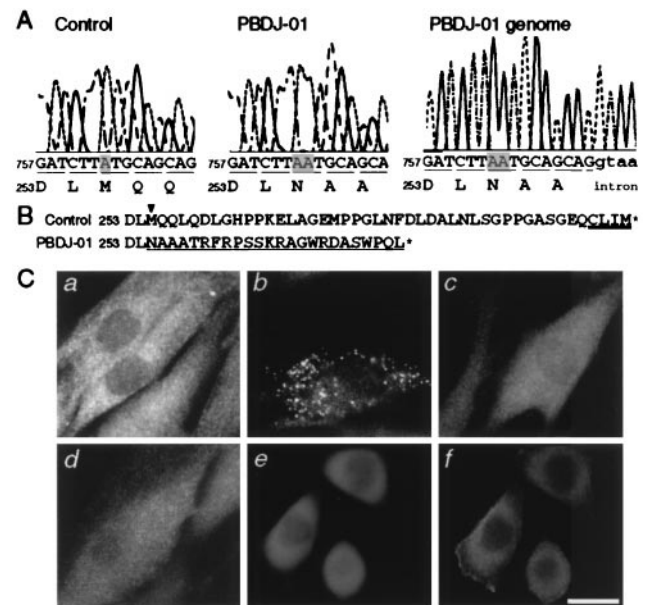 A Control PBDJ-01 PBDJ-01 genome
757 GATCTTATGCAGCAG 757 GATCTTAATGCAGCA 757 GATCTTAATGCAGCAGgtaa
253 D L M Q Q 253 D L N A A 253 D L N A A intron
B Control 253 DLMQQLQDLGHPPKELAGEMPPGLNFDLDALNLSGPPGASGEQCLIM*
PBDJ-01 253 DLNAAATRFRPSSKRAGWRDASWPQL*
C a b c
d e f